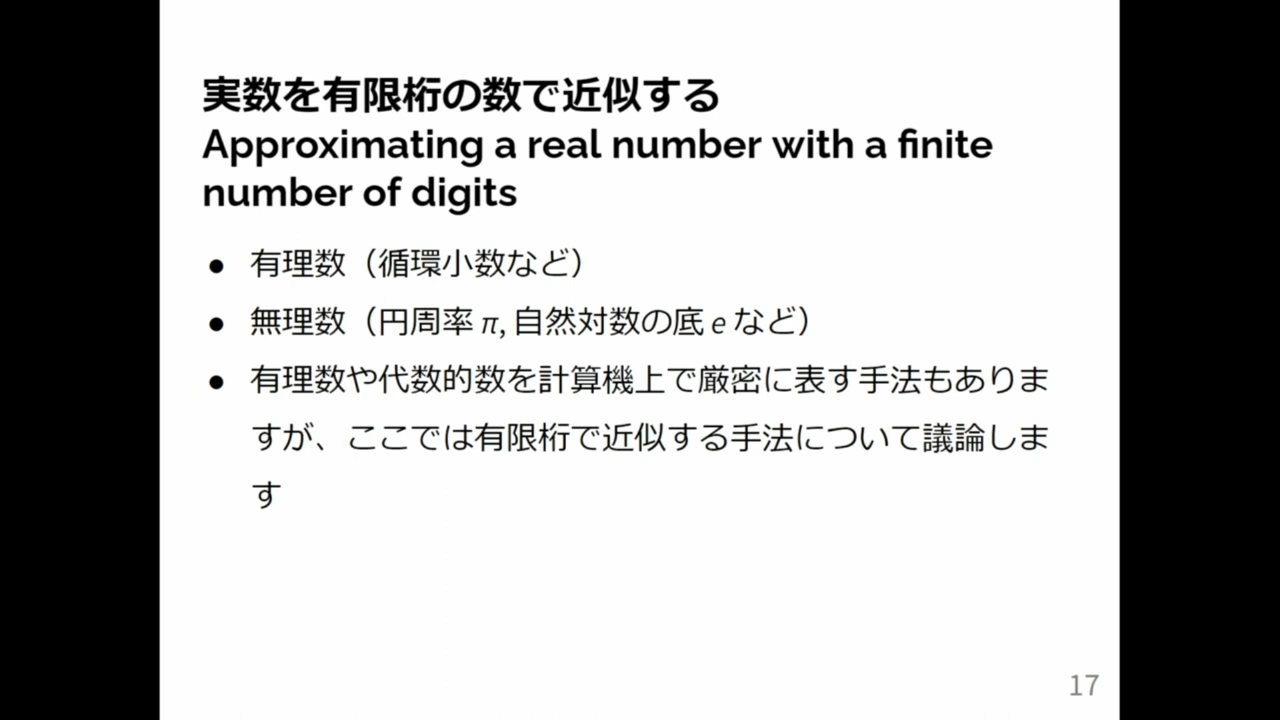 実数を有限桁の数で近似する
Approximating a real number with a finite
number of digits
● 有理数（循環小数など）
● 無理数（円周率 π, 自然対数の底 e など）
● 有理数や代数的数を計算機上で厳密に表す手法もありま
すが、ここでは有限桁で近似する手法について議論しま
す
17